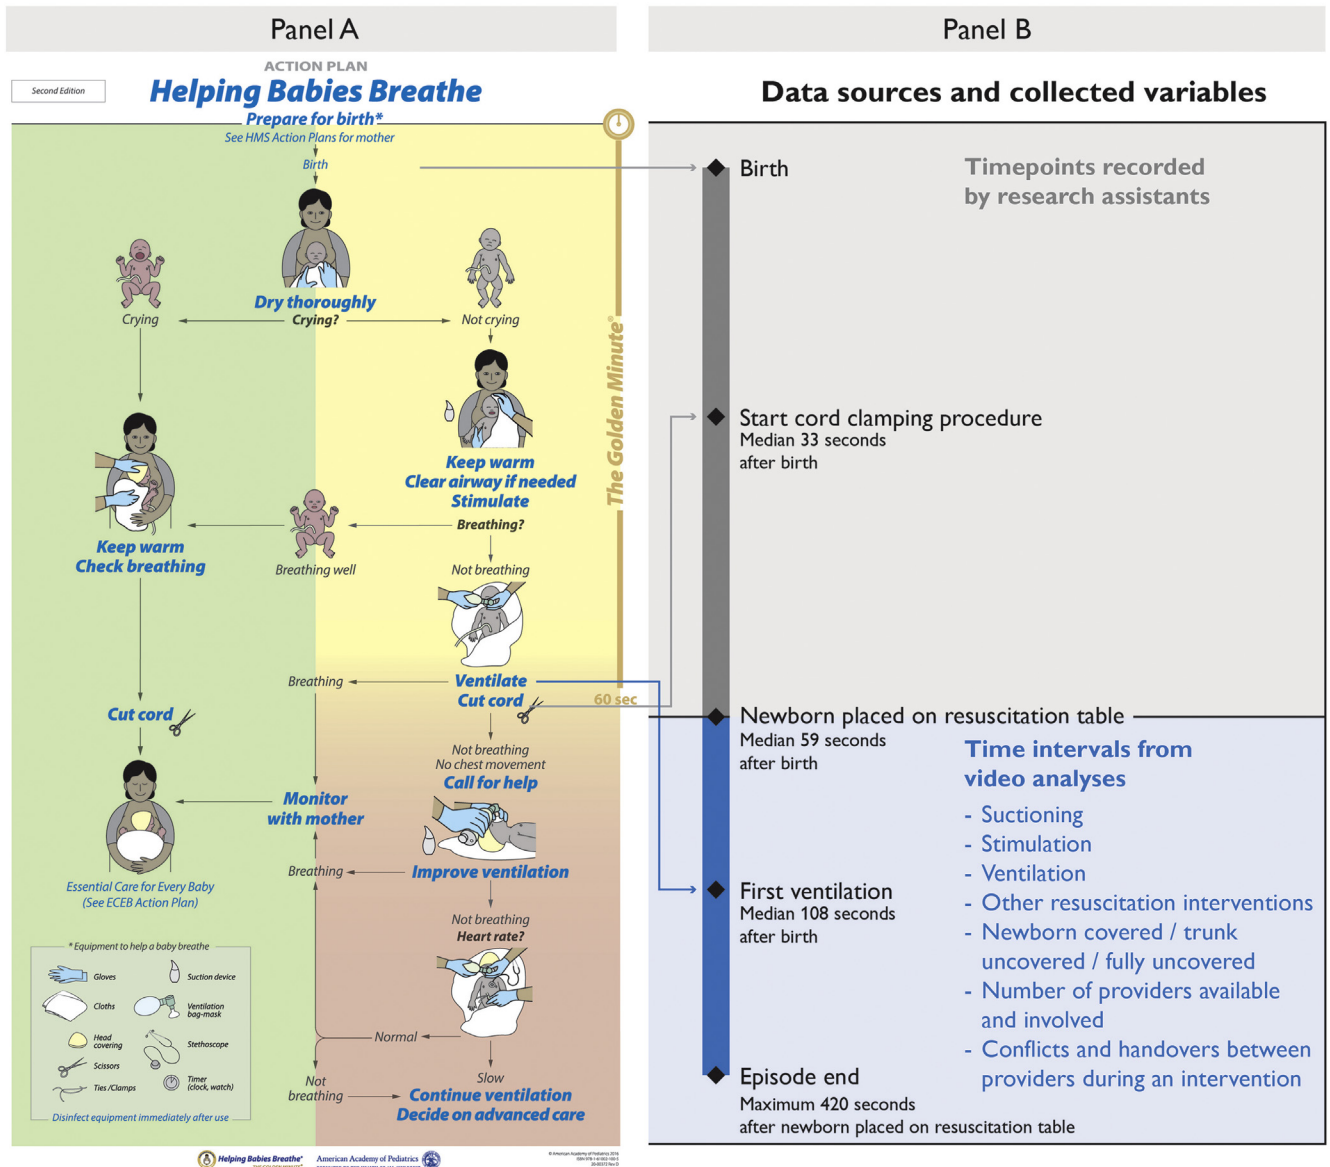 Panel A
ACTION PLAN
Second Edition
Helping Babies Breathe
Prepare for birth*
See HMS Action Plans for mother
Birth
Dry thoroughly
Crying
Crying?
Not crying
The Golden Minute®
Keep warm
Clear airway if needed
Stimulate
Breathing?
Keep warm
Check breathing
Breathing well
Not breathing
Breathing
Ventilate
Cut cord
60 sec
Cut cord
Not breathing
No chest movement
Call for help
Monitor
with mother
Breathing
Improve ventilation
Essential Care for Every Baby
(See ECEB Action Plan)
Not breathing
Heart rate?
* Equipment to help a baby breathe
Gloves
Suction device
Cloths
Ventilation
bag-mask
Head
covering
Stethoscope
Scissors
Ties /Clamps
Timer
(clock, watch)
Disinfect equipment immediately after use
Normal
Not
breathing
Slow
Continue ventilation
Decide on advanced care
Helping Babies Breathe®
American Academy of Pediatrics
© American Academy of Pediatrics 2016
Panel B
Data sources and collected variables
Birth
Timepoints recorded
by research assistants
Start cord clamping procedure
Median 33 seconds
after birth
Newborn placed on resuscitation table
Median 59 seconds
after birth
Time intervals from
video analyses
- Suctioning
- Stimulation
- Ventilation
- Other resuscitation interventions
- Newborn covered / trunk
uncovered / fully uncovered
- Number of providers available
and involved
- Conflicts and handovers between
providers during an intervention
First ventilation
Median 108 seconds
after birth
Episode end
Maximum 420 seconds
after newborn placed on resuscitation table